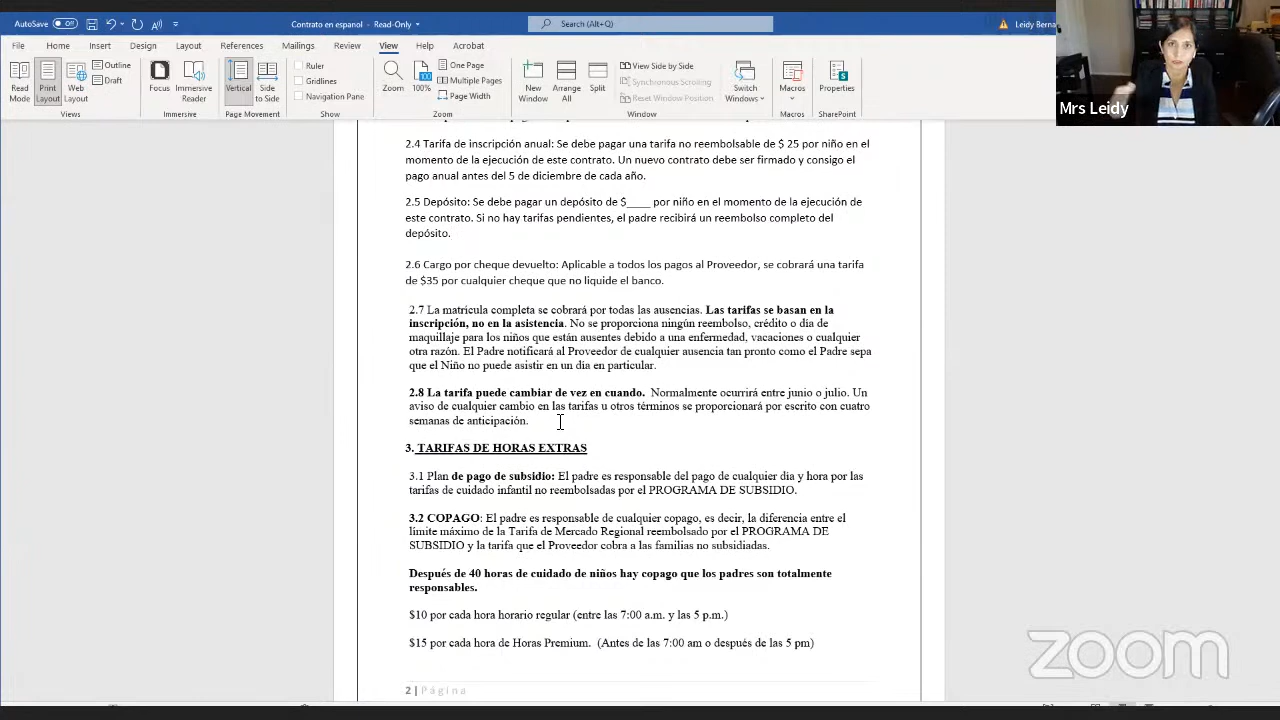 AutoSave Off Contrato en espanol - Read-Only Search (Alt+Q) Leidy Berna
File Home Insert Design Layout References Mailings Review View Help Acrobat
Read Mode
Print Layout
Web Layout
Outline
Draft
Views
Focus
Immersive Reader
Immersive
Vertical
Side to Side
Page Movement
Ruler
Gridlines
Navigation Pane
Show
Zoom
100%
One Page
Multiple Pages
Page Width
Zoom
New Window
Arrange All
Split
View Side by Side
Synchronous Scrolling
Reset Window Position
Switch Windows
Window
Macros
Macros
Properties
SharePoint
Mrs Leidy
2.4 Tarifa de inscripción anual: Se debe pagar una tarifa no reembolsable de $ 25 por niño en el
momento de la ejecución de este contrato. Un nuevo contrato debe ser firmado y consigo el
pago anual antes del 5 de diciembre de cada año.
2.5 Depósito: Se debe pagar un depósito de $____ por niño en el momento de la ejecución de
este contrato. Si no hay tarifas pendientes, el padre recibirá un reembolso completo del
depósito.
2.6 Cargo por cheque devuelto: Aplicable a todos los pagos al Proveedor, se cobrará una tarifa
de $35 por cualquier cheque que no liquide el banco.
2.7 La matrícula completa se cobrará por todas las ausencias. Las tarifas se basan en la
inscripción, no en la asistencia. No se proporciona ningún reembolso, crédito o día de
maquillaje para los niños que están ausentes debido a una enfermedad, vacaciones o cualquier
otra razón. El Padre notificará al Proveedor de cualquier ausencia tan pronto como el Padre sepa
que el Niño no puede asistir en un día en particular.
2.8 La tarifa puede cambiar de vez en cuando. Normalmente ocurrirá entre junio o julio. Un
aviso de cualquier cambio en las tarifas u otros términos se proporcionará por escrito con cuatro
semanas de anticipación.
3. TARIFAS DE HORAS EXTRAS
3.1 Plan de pago de subsidio: El padre es responsable del pago de cualquier día y hora por las
tarifas de cuidado infantil no reembolsadas por el PROGRAMA DE SUBSIDIO.
3.2 COPAGO: El padre es responsable de cualquier copago, es decir, la diferencia entre el
límite máximo de la Tarifa de Mercado Regional reembolsado por el PROGRAMA DE
SUBSIDIO y la tarifa que el Proveedor cobra a las familias no subsidiadas.
Después de 40 horas de cuidado de niños hay copago que los padres son totalmente
responsables.
$10 por cada hora horario regular (entre las 7:00 a.m. y las 5 p.m.)
$15 por cada hora de Horas Premium. (Antes de las 7:00 am o después de las 5 pm)
2 | Página
zoom